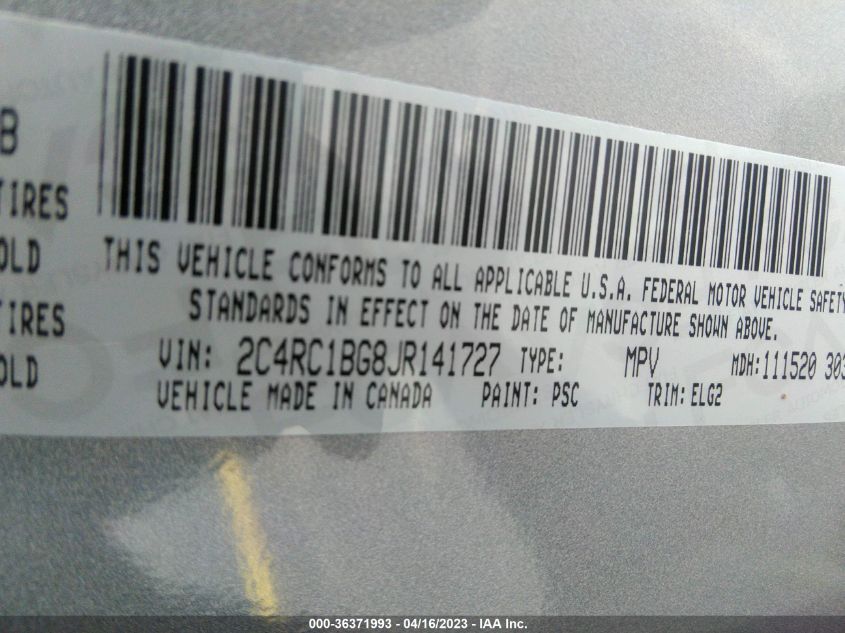 B
TIRES
OLD
TIRES
OLD
THIS VEHICLE CONFORMS TO ALL APPLICABLE U.S.A. FEDERAL MOTOR VEHICLE SAFETY
STANDARDS IN EFFECT ON THE DATE OF MANUFACTURE SHOWN ABOVE.
VIN: 2C4RC1BG8JR141727 TYPE: MPV MDH:111520 303
VEHICLE MADE IN CANADA PAINT: PSC TRIM: ELG2
000-36371993 - 04/16/2023 - IAA Inc.